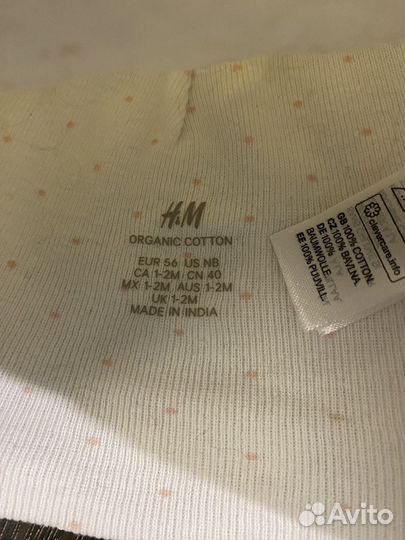 H&M
ORGANIC COTTON
EUR 56 US NB
CA 1-2M CN 40
MX 1-2M AUS 1-2M
UK 1-2M
MADE IN INDIA
clevercare.info
GB 100% COTTON
CZ 100% BAVLNA
DE 100%
BAUMWOLLE
EE 100% PUUVILL
Avito